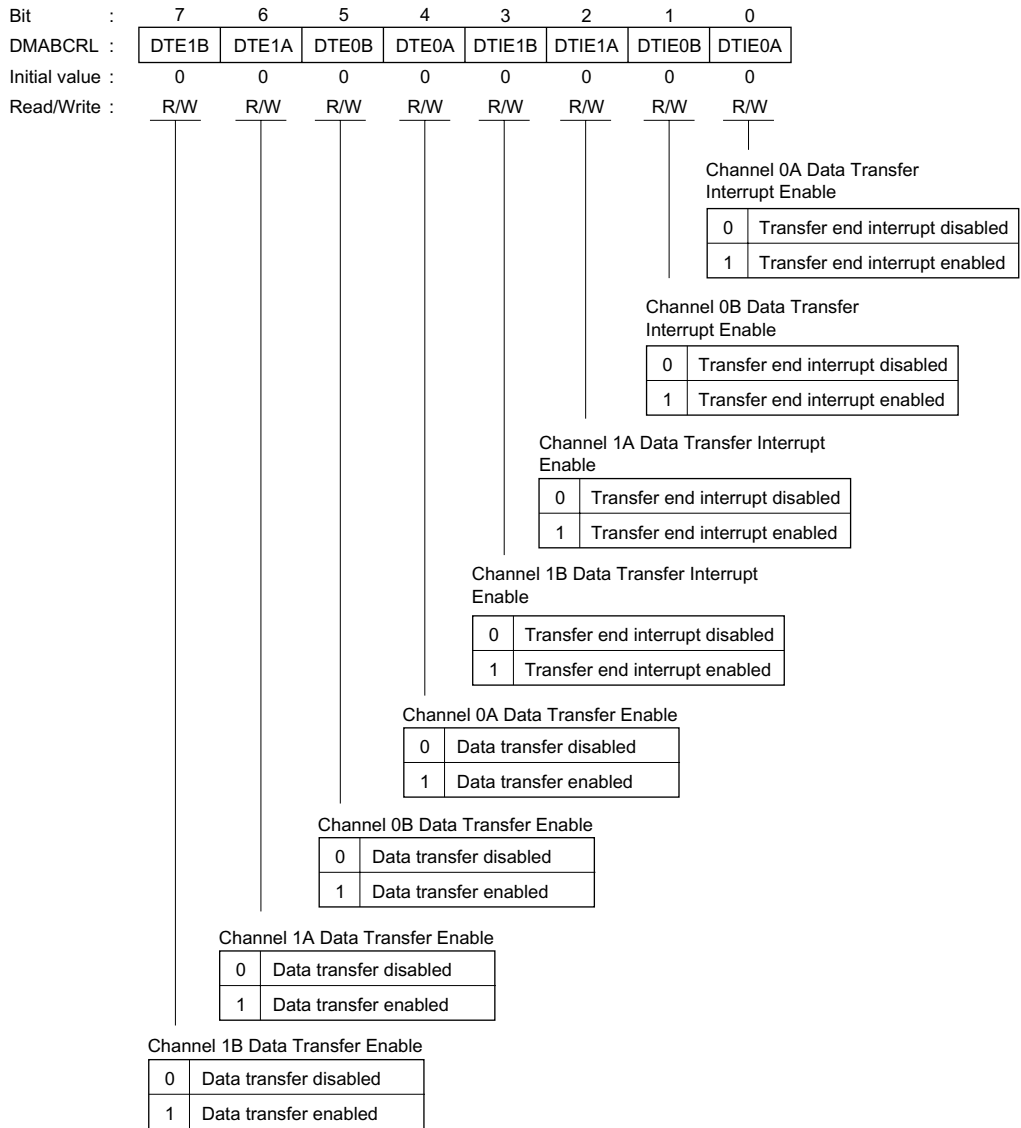 Bit : 7 6 5 4 3 2 1 0
DMABCRL : DTE1B DTE1A DTE0B DTE0A DTIE1B DTIE1A DTIE0B DTIE0A
Initial value : 0 0 0 0 0 0 0 0
Read/Write : R/W R/W R/W R/W R/W R/W R/W R/W
Channel 0A Data Transfer
Interrupt Enable
0 Transfer end interrupt disabled
1 Transfer end interrupt enabled
Channel 0B Data Transfer
Interrupt Enable
0 Transfer end interrupt disabled
1 Transfer end interrupt enabled
Channel 1A Data Transfer Interrupt
Enable
0 Transfer end interrupt disabled
1 Transfer end interrupt enabled
Channel 1B Data Transfer Interrupt
Enable
0 Transfer end interrupt disabled
1 Transfer end interrupt enabled
Channel 0A Data Transfer Enable
0 Data transfer disabled
1 Data transfer enabled
Channel 0B Data Transfer Enable
0 Data transfer disabled
1 Data transfer enabled
Channel 1A Data Transfer Enable
0 Data transfer disabled
1 Data transfer enabled
Channel 1B Data Transfer Enable
0 Data transfer disabled
1 Data transfer enabled